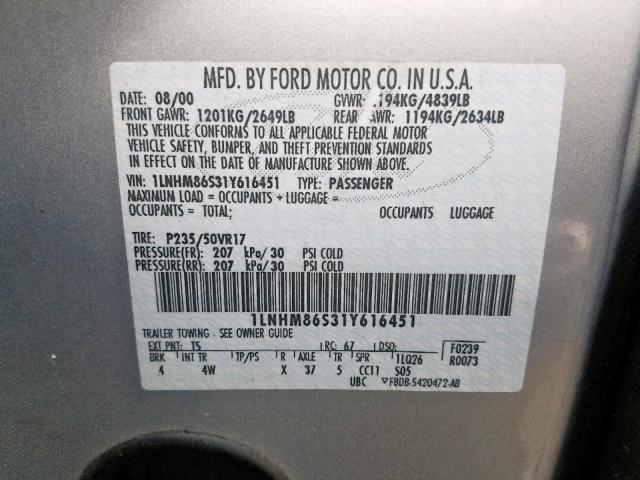 MFD. BY FORD MOTOR CO. IN U.S.A.
DATE: 08/00 GVWR: 194KG/4839LB
FRONT GAWR: 1201KG/2649LB REAR AWR: 1194KG/2634LB
THIS VEHICLE CONFORMS TO ALL APPLICABLE FEDERAL MOTOR
VEHICLE SAFETY, BUMPER, AND THEFT PREVENTION STANDARDS
IN EFFECT ON THE DATE OF MANUFACTURE SHOWN ABOVE.
VIN: 1LNHM86S31Y616451 TYPE: PASSENGER
MAXIMUM LOAD = OCCUPANTS + LUGGAGE =
OCCUPANTS = TOTAL; OCCUPANTS LUGGAGE
TIRE: P235/50VR17
PRESSURE(FR) 207 kPa/30 PSI COLD
PRESSURE(RR) 207 kPa/30 PSI COLD
1LNHM86S31Y616451
TRAILER TOWING - SEE OWNER GUIDE
EXT PNT: TS RC: 67 DSO: F0239
BRK INT TR TP/PS R AXLE TR SPR 1LQ26 R0073
4 4W X 37 5 CC11 S05
UBC F8DB-5420472-AB